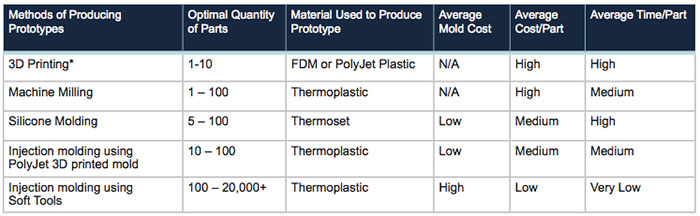 Methods of Producing Prototypes | Optimal Quantity of Parts | Material Used to Produce Prototype | Average Mold Cost | Average Cost/Part | Average Time/Part
3D Printing* | 1-10 | FDM or PolyJet Plastic | N/A | High | High
Machine Milling | 1 – 100 | Thermoplastic | N/A | High | Medium
Silicone Molding | 5 – 100 | Thermoset | Low | Medium | High
Injection molding using PolyJet 3D printed mold | 10 – 100 | Thermoplastic | Low | Medium | Medium
Injection molding using Soft Tools | 100 – 20,000+ | Thermoplastic | High | Low | Very Low